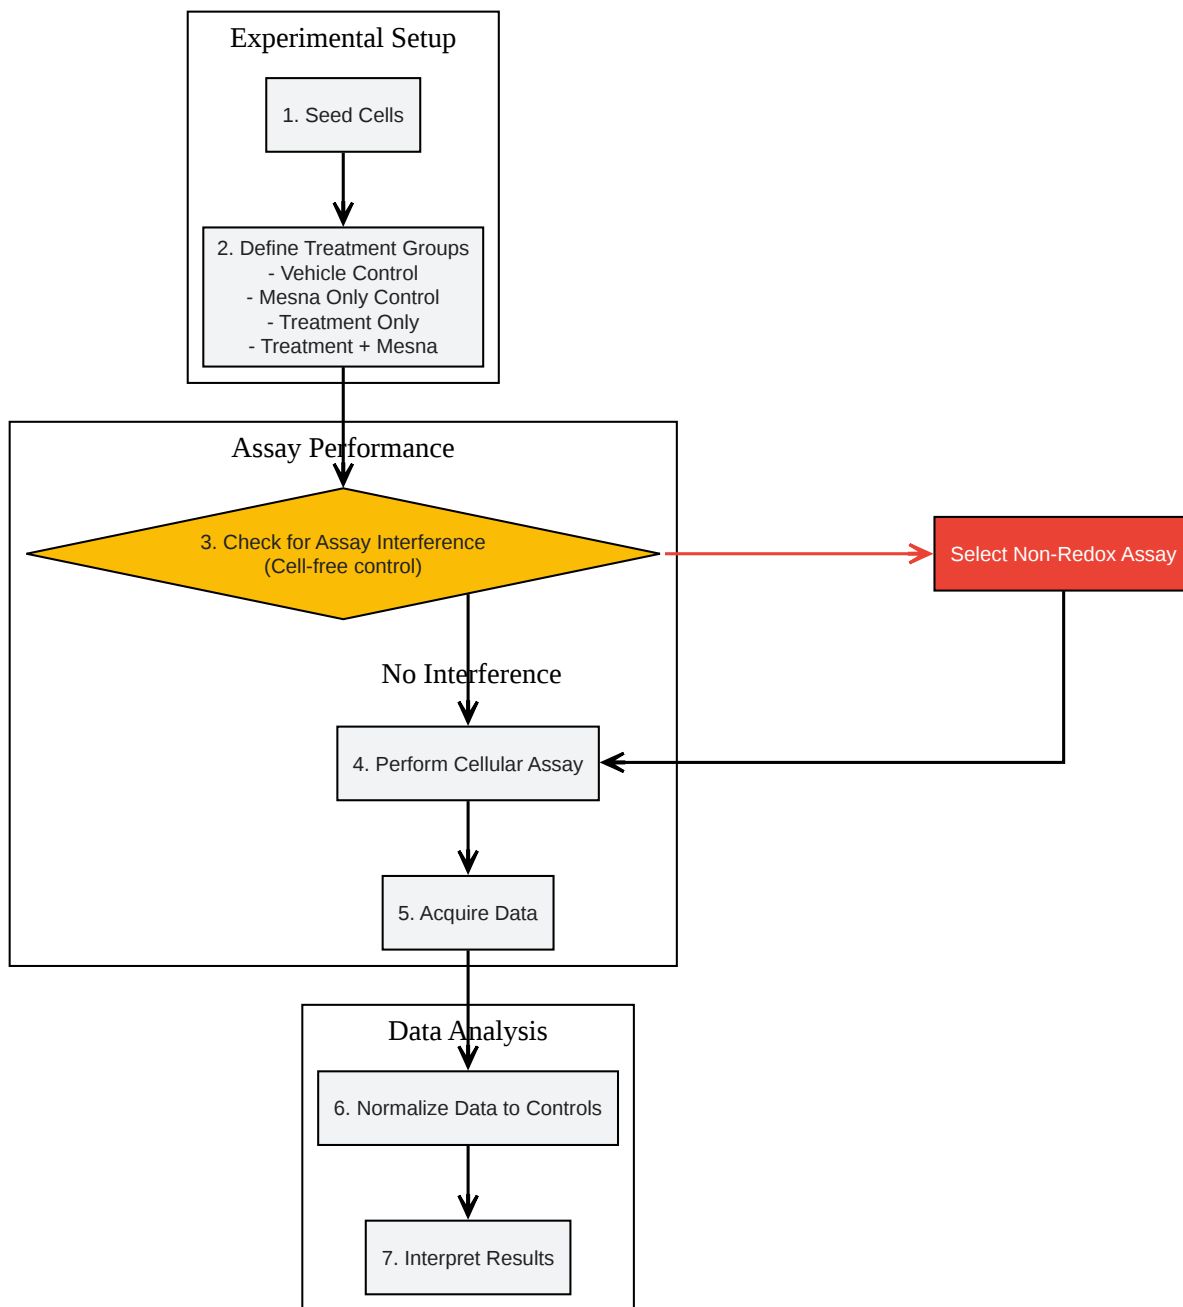 Experimental Setup
1. Seed Cells
2. Define Treatment Groups
- Vehicle Control
- Mesna Only Control
- Treatment Only
- Treatment + Mesna
Assay Performance
3. Check for Assay Interference
(Cell-free control)
Select Non-Redox Assay
No Interference
4. Perform Cellular Assay
5. Acquire Data
Data Analysis
6. Normalize Data to Controls
7. Interpret Results